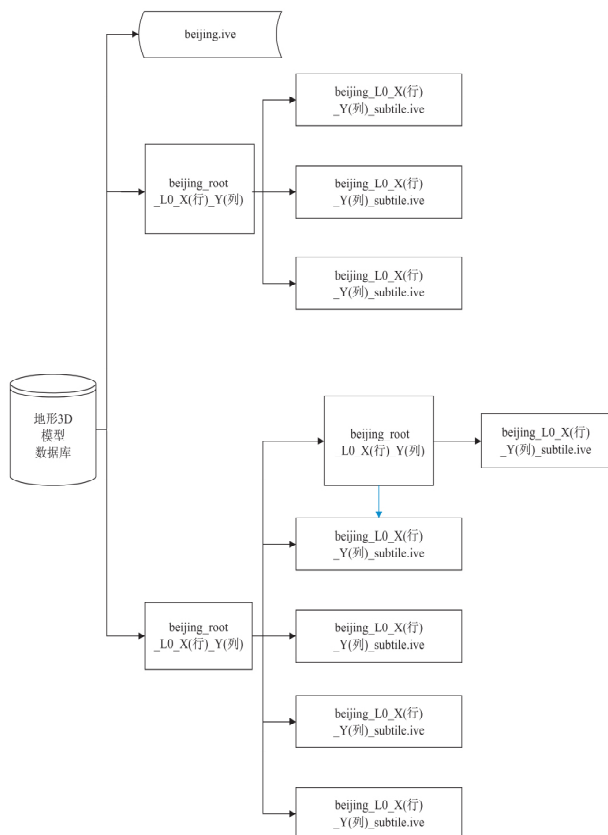 beijing.ive
beijing_L0_X(行)
_Y(列)_subtile.ive
beijing_root
_L0_X(行)_Y(列)
beijing_L0_X(行)
_Y(列)_subtile.ive
beijing_L0_X(行)
_Y(列)_subtile.ive
地形3D
模型
数据库
beijing_root
_L0_X(行)_Y(列)
beijing_L0_X(行)
_Y(列)_subtile.ive
beijing_L0_X(行)
_Y(列)_subtile.ive
beijing_root
_L0_X(行)_Y(列)
beijing_L0_X(行)
_Y(列)_subtile.ive
beijing_L0_X(行)
_Y(列)_subtile.ive
beijing_L0_X(行)
_Y(列)_subtile.ive